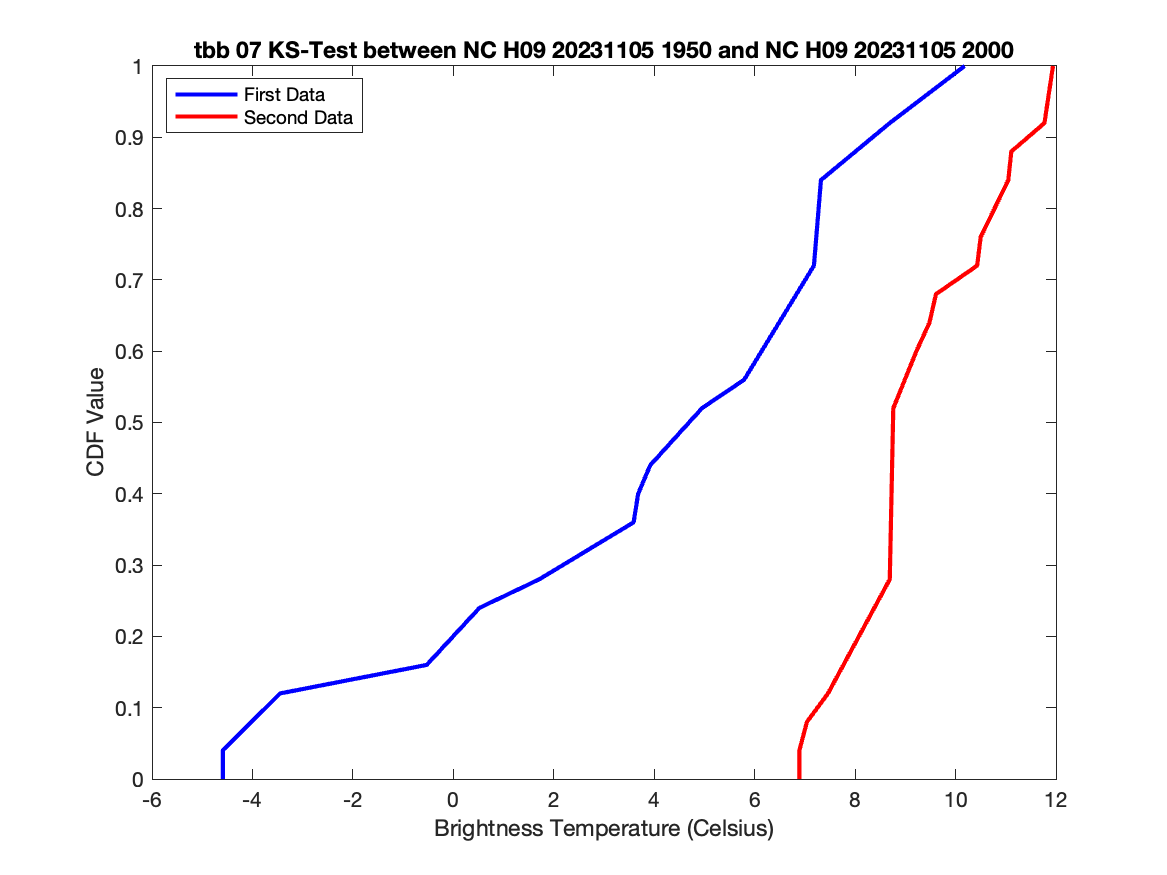 tbb 07 KS-Test between NC H09 20231105 1950 and NC H09 20231105 2000
First Data
Second Data
CDF Value
1
0.9
0.8
0.7
0.6
0.5
0.4
0.3
0.2
0.1
0
-6 -4 -2 0 2 4 6 8 10 12
Brightness Temperature (Celsius)